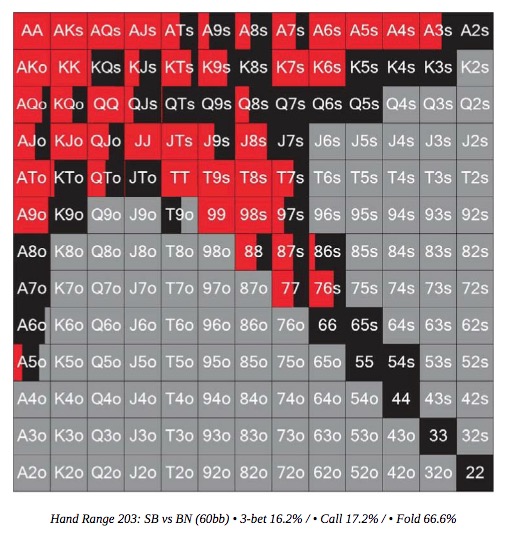 AA AKs AQs AJs ATs A9s A8s A7s A6s A5s A4s A3s A2s
AKo KK KQs KJs KTs K9s K8s K7s K6s K5s K4s K3s K2s
AQo KQo QQ QJs QTs Q9s Q8s Q7s Q6s Q5s Q4s Q3s Q2s
AJo KJo QJo JJ JTs J9s J8s J7s J6s J5s J4s J3s J2s
ATo KTo QTo JTo TT T9s T8s T7s T6s T5s T4s T3s T2s
A9o K9o Q9o J9o T9o 99 98s 97s 96s 95s 94s 93s 92s
A8o K8o Q8o J8o T8o 98o 88 87s 86s 85s 84s 83s 82s
A7o K7o Q7o J7o T7o 97o 87o 77 76s 75s 74s 73s 72s
A6o K6o Q6o J6o T6o 96o 86o 76o 66 65s 64s 63s 62s
A5o K5o Q5o J5o T5o 95o 85o 75o 65o 55 54s 53s 52s
A4o K4o Q4o J4o T4o 94o 84o 74o 64o 54o 44 43s 42s
A3o K3o Q3o J3o T3o 93o 83o 73o 63o 53o 43o 33 32s
A2o K2o Q2o J2o T2o 92o 82o 72o 62o 52o 42o 32o 22
Hand Range 203: SB vs BN (60bb) • 3-bet 16.2% / • Call 17.2% / • Fold 66.6%